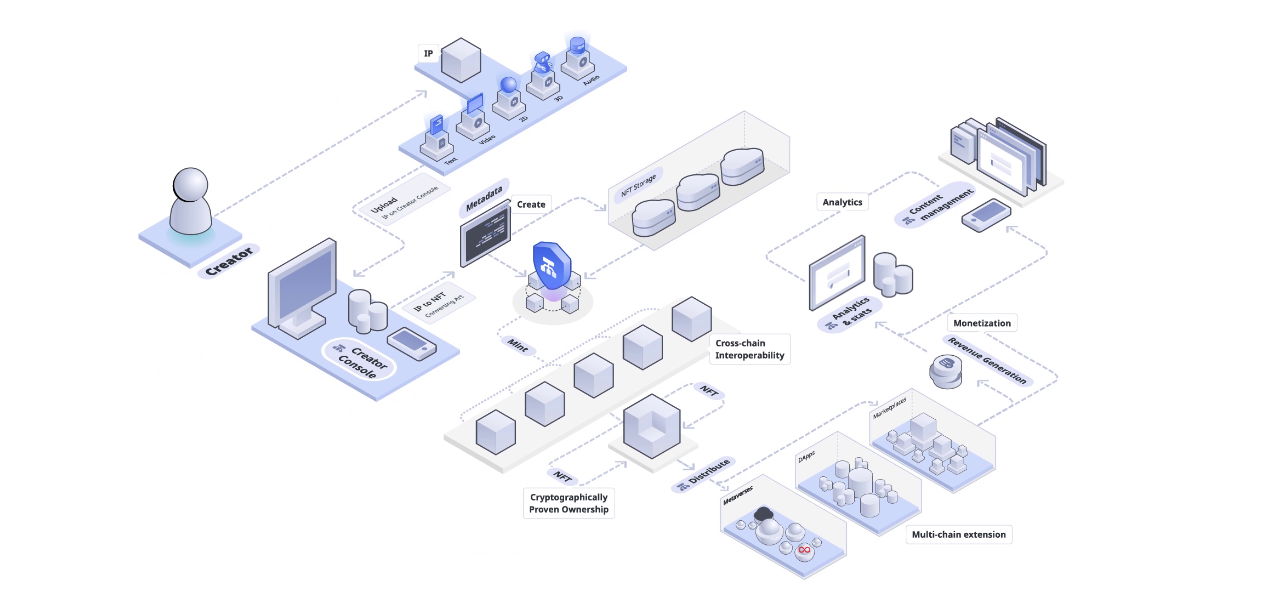 IP
Text
Video
2D
3D
Audio
Creator
Upload
IP on Creator Console
Metadata
Create
NFT Storage
IP to NFT
Converting Art
Creator
Console
Mint
Cross-chain
Interoperability
NFT
NFT
Cryptographically
Proven Ownership
Distribute
Metaverses
DApps
Marketplaces
Multi-chain extension
Revenue Generation
Monetization
Analytics
& stats
Analytics
Content
management